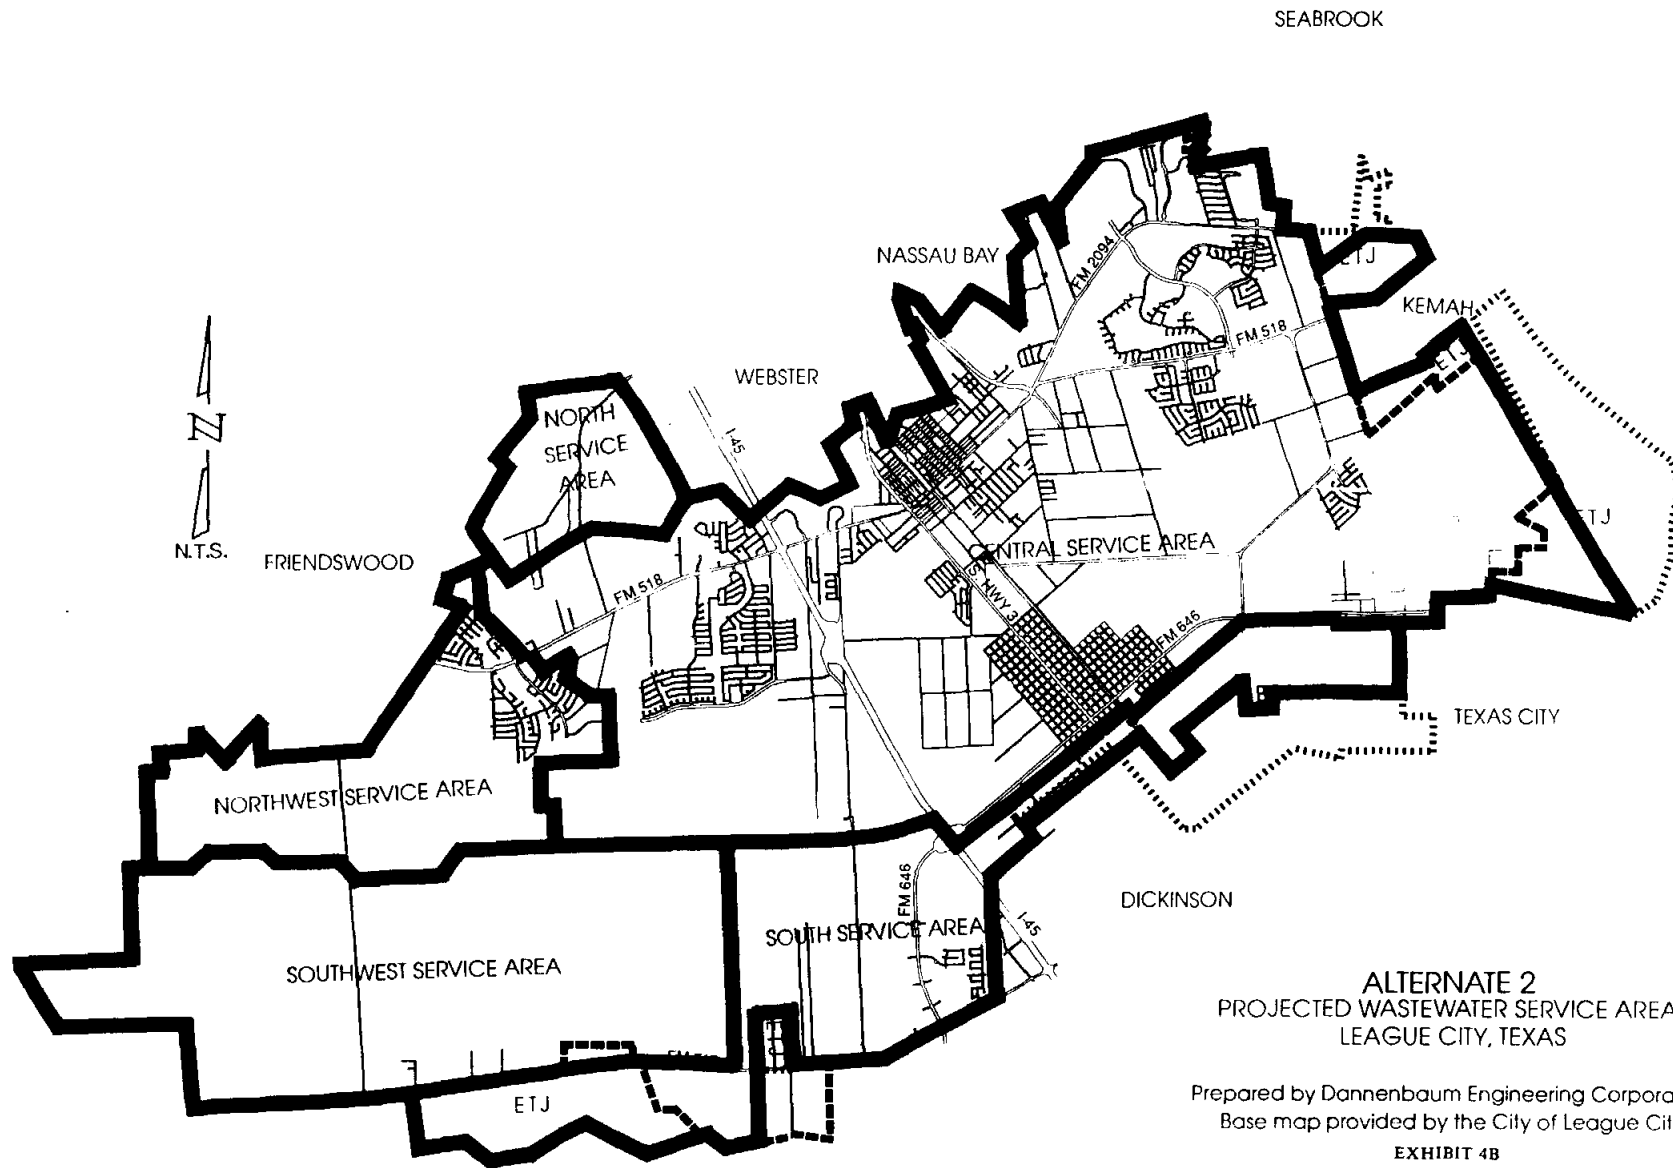 SEABROOK
NASSAU BAY
FM 2094
ETJ
KEMAH
FM 518
ETJ
WEBSTER
I-45
NORTH
SERVICE
AREA
N
N.T.S.
FRIENDSWOOD
FM 518
CENTRAL SERVICE AREA
ETJ
HWY 3
FM 646
TEXAS CITY
NORTHWEST SERVICE AREA
FM 646
DICKINSON
I-45
SOUTH SERVICE AREA
SOUTHWEST SERVICE AREA
ETJ
ALTERNATE 2
PROJECTED WASTEWATER SERVICE AREA
LEAGUE CITY, TEXAS
Prepared by Dannenbaum Engineering Corpora
Base map provided by the City of League Cit
EXHIBIT 4B